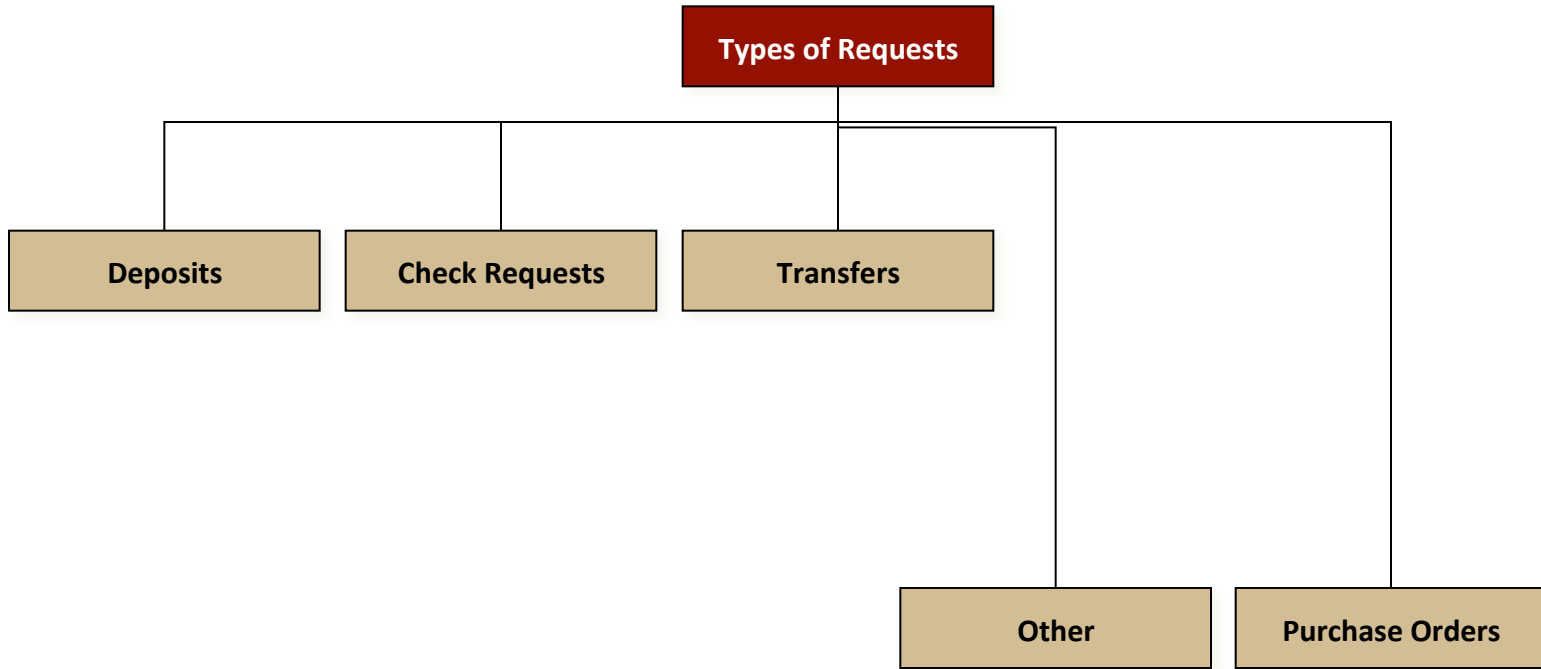 Types of Requests
Deposits
Check Requests
Transfers
Other
Purchase Orders